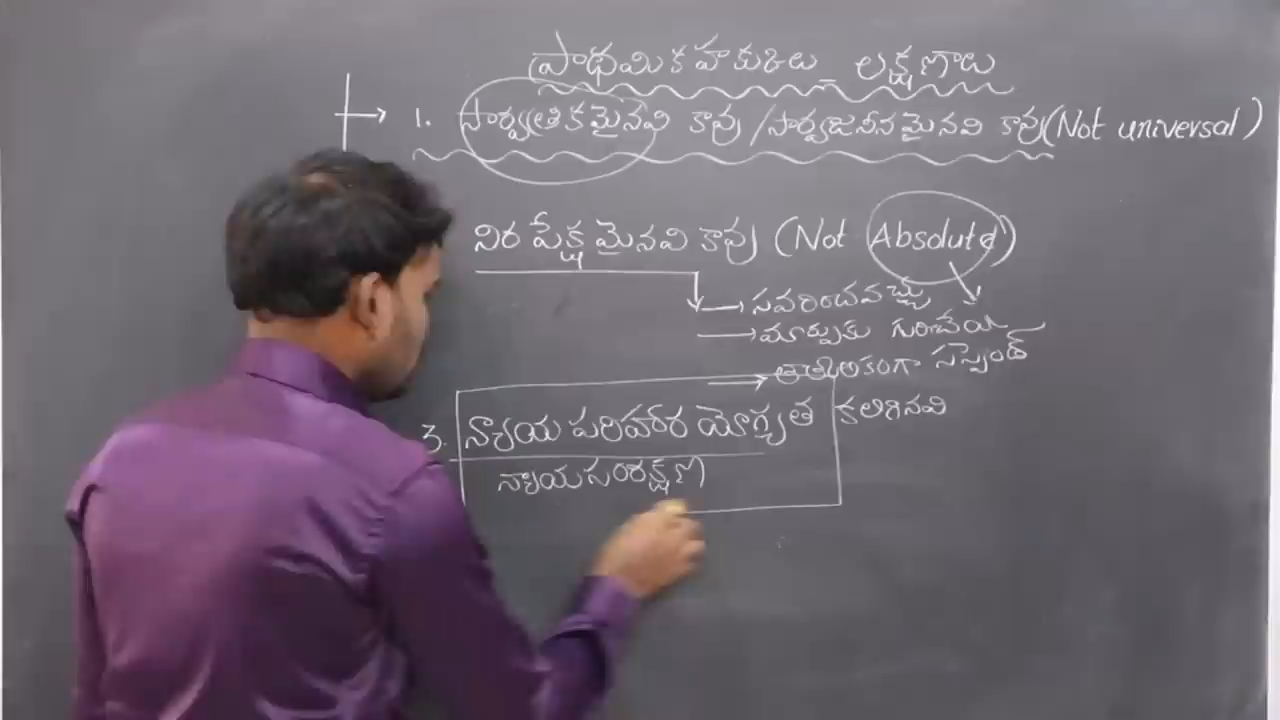 ప్రాథమిక హక్కులు_ లక్షణాలు
1. సార్వత్రికమైనవి కావు /సార్వజనీనమైనవి కావు(Not universal)
నిరపేక్షమైనవి కావు (Not Absolute)
→ సవరించవచ్చు
→ మార్పుకు గురిచేయ
→ తాత్కాలికంగా సస్పెండ్
3. న్యాయ పరిహార యోగ్యత కలిగినవి
న్యాయసంరక్షణ